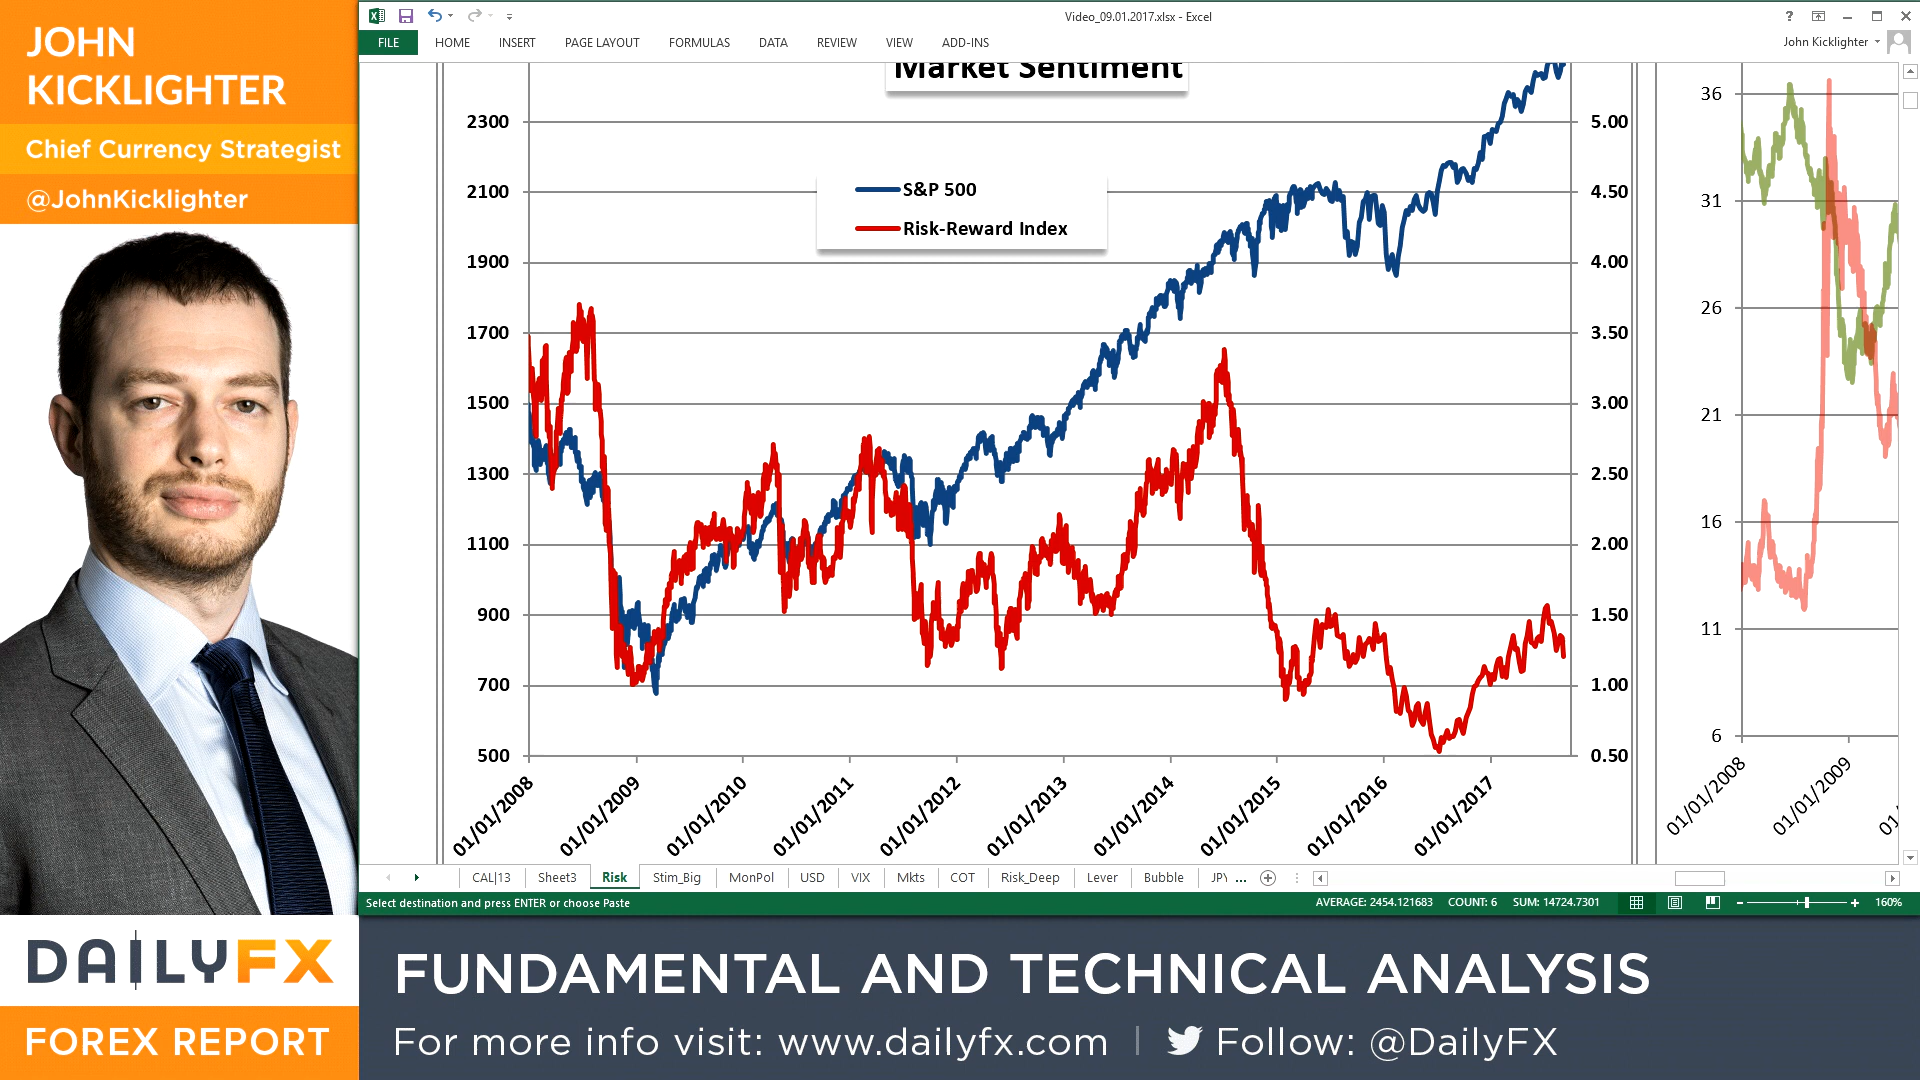 JOHN
KICKLIGHTER
Chief Currency Strategist
@JohnKicklighter
DAILYFX
FOREX REPORT
Video_09.01.2017.xlsx - Excel
?
FILE HOME INSERT PAGE LAYOUT FORMULAS DATA REVIEW VIEW ADD-INS
John Kicklighter
Market Sentiment
S&P 500
Risk-Reward Index
2300
2100
1900
1700
1500
1300
1100
900
700
500
5.00
4.50
4.00
3.50
3.00
2.50
2.00
1.50
1.00
0.50
01/01/2008
01/01/2009
01/01/2010
01/01/2011
01/01/2012
01/01/2013
01/01/2014
01/01/2015
01/01/2016
01/01/2017
36
31
26
21
16
11
6
01/01/2008
01/01/2009
01
CAL|13 Sheet3 Risk Stim_Big MonPol USD VIX Mkts COT Risk_Deep Lever Bubble JPY ...
Select destination and press ENTER or choose Paste
AVERAGE: 2454.121683 COUNT: 6 SUM: 14724.7301
160%
FUNDAMENTAL AND TECHNICAL ANALYSIS
For more info visit: www.dailyfx.com | Follow: @DailyFX